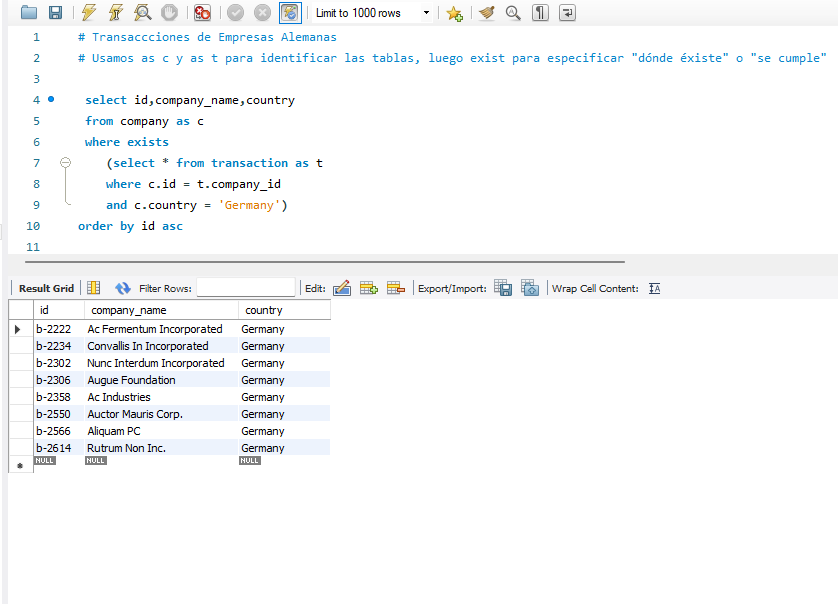 Limit to 1000 rows
1 # Transaccciones de Empresas Alemanas
2 # Usamos as c y as t para identificar las tablas, luego exist para especificar "dónde éxiste" o "se cumple"
3
4 select id,company_name,country
5 from company as c
6 where exists
7 (select * from transaction as t
8 where c.id = t.company_id
9 and c.country = 'Germany')
10 order by id asc
11
Result Grid Filter Rows: Edit: Export/Import: Wrap Cell Content: IA
id company_name country
b-2222 Ac Fermentum Incorporated Germany
b-2234 Convallis In Incorporated Germany
b-2302 Nunc Interdum Incorporated Germany
b-2306 Augue Foundation Germany
b-2358 Ac Industries Germany
b-2550 Auctor Mauris Corp. Germany
b-2566 Aliquam PC Germany
b-2614 Rutrum Non Inc. Germany
NULL NULL NULL